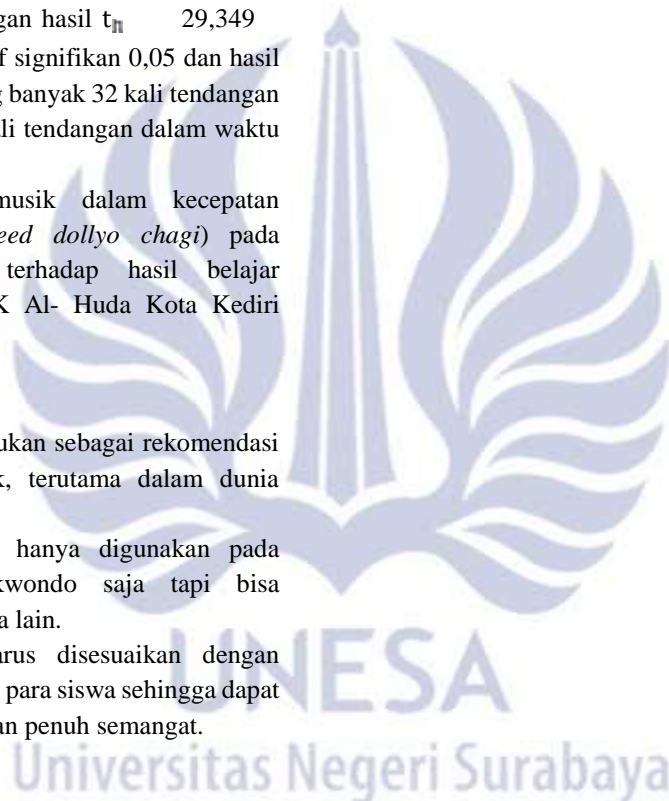 gan hasil t 29,349
f signifikan 0,05 dan hasil
g banyak 32 kali tendangan
ali tendangan dalam waktu
musik dalam kecepatan
eed dollyo chagi) pada
terhadap hasil belajar
K Al- Huda Kota Kediri
ukan sebagai rekomendasi
k, terutama dalam dunia
hanya digunakan pada
kwondo saja tapi bisa
a lain.
arus disesuaikan dengan
para siswa sehingga dapat
an penuh semangat.
UNESA
Universitas Negeri Surabaya